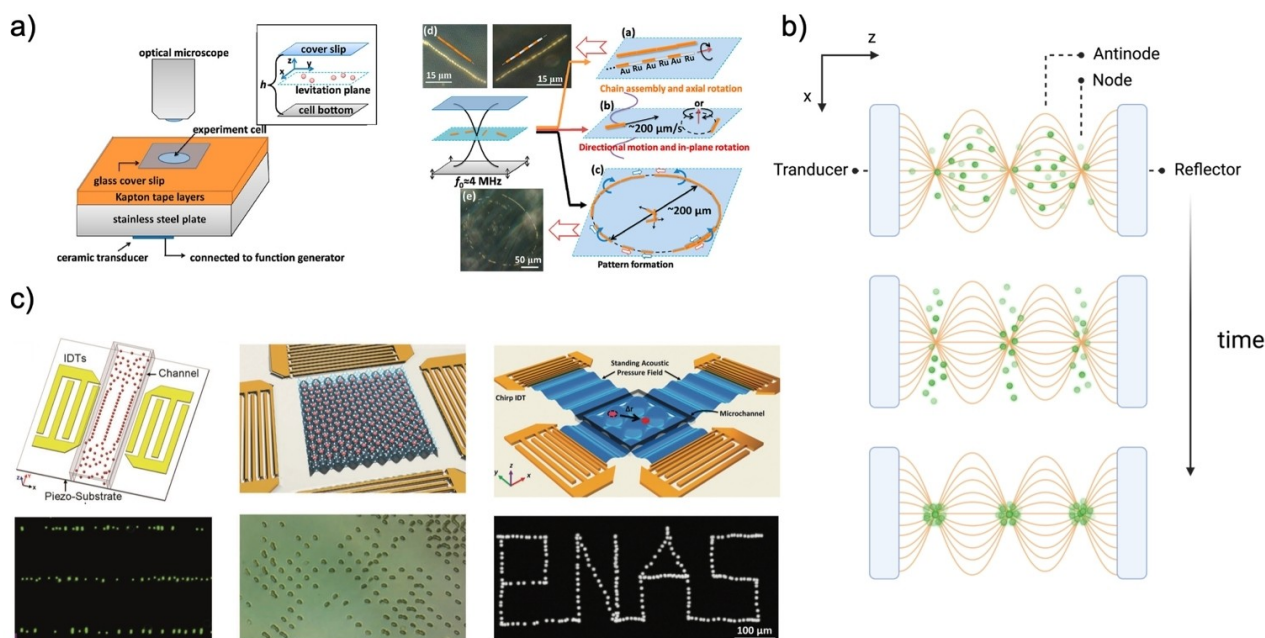 a)
optical microscope
cover slip
z
y
x
h
levitation plane
cell bottom
experiment cell
glass cover slip
Kapton tape layers
stainless steel plate
ceramic transducer
connected to function generator
(d)
15 µm
15 µm
(a)
Au Ru Au Ru Au Ru
Chain assembly and axial rotation
(b)
or
~200 µm/s
Directional motion and in-plane rotation
f₀≈4 MHz
(c)
~200 µm
Pattern formation
(e)
50 µm
b)
z
x
Antinode
Node
Tranducer
Reflector
time
c)
IDTs
Channel
Piezo-Substrate
x
Standing Acoustic
Pressure Field
Chirp IDT
Δr
Microchannel
z
y
x
PNAS
100 µm